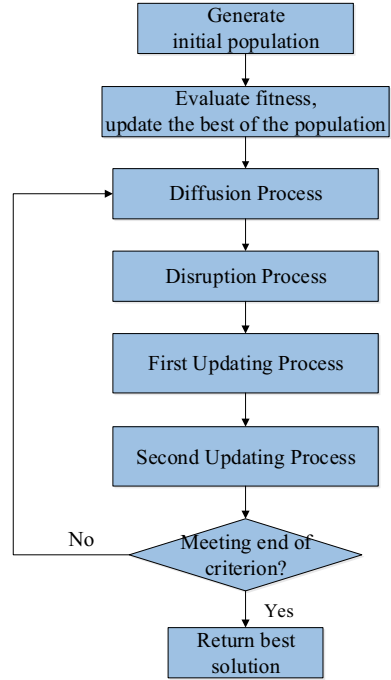 Generate
initial population
Evaluate fitness,
update the best of the population
Diffusion Process
Disruption Process
First Updating Process
Second Updating Process
No
Meeting end of
criterion?
Yes
Return best
solution